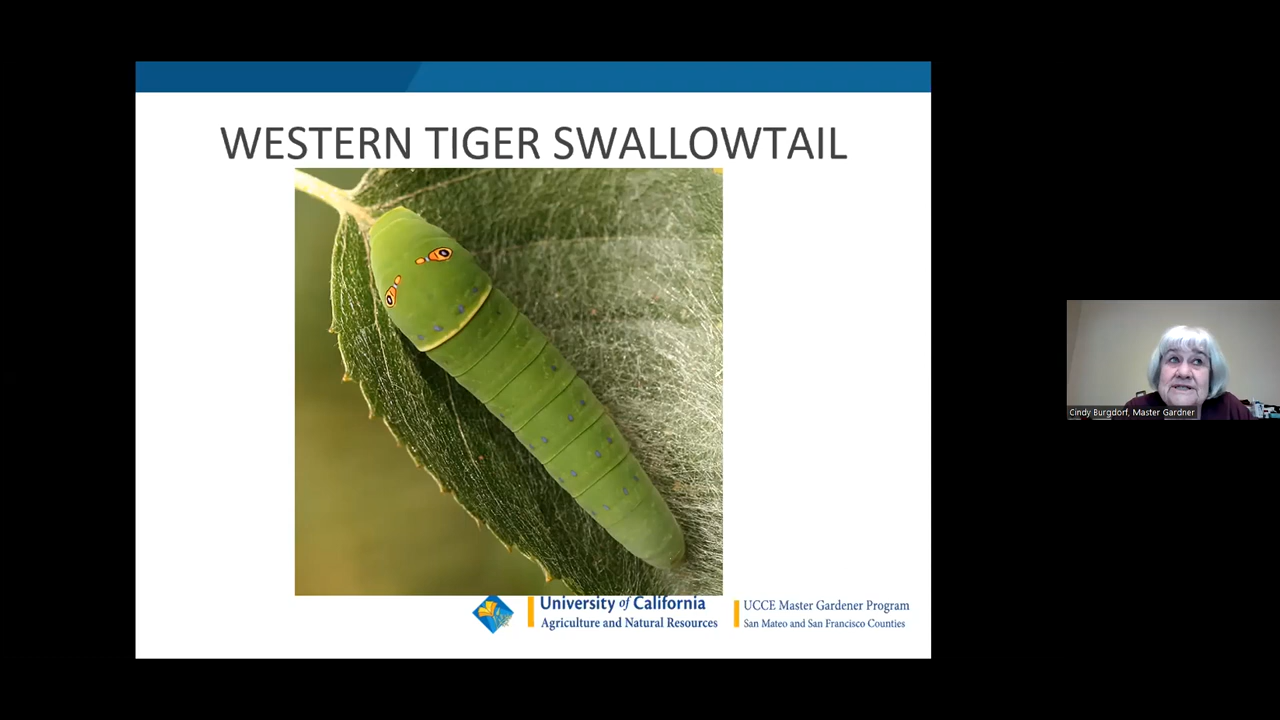 WESTERN TIGER SWALLOWTAIL
University of California
Agriculture and Natural Resources
UCCE Master Gardener Program
San Mateo and San Francisco Counties
Cindy Burgdorf, Master Gardner